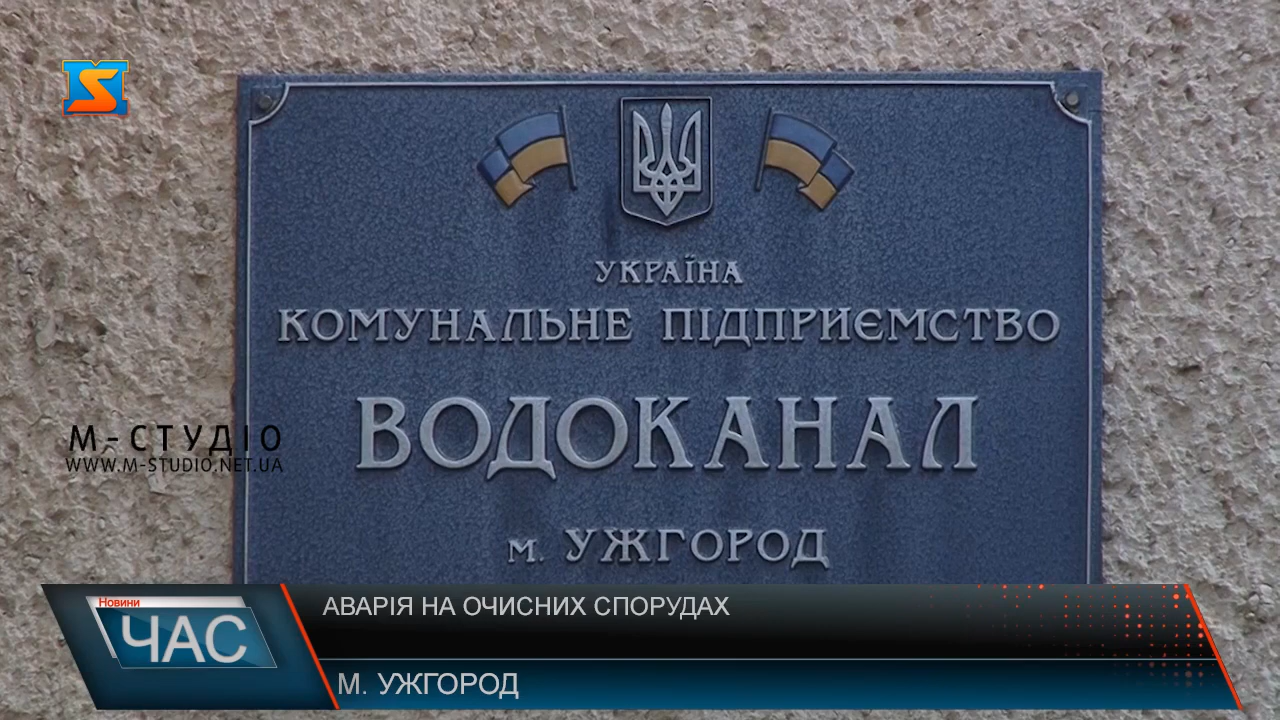 УКРАЇНА
КОМУНАЛЬНЕ ПІДПРИЄМСТВО
ВОДОКАНАЛ
м. УЖГОРОД
М-СТУДІО
WWW.M-STUDIO.NET.UA
АВАРІЯ НА ОЧИСНИХ СПОРУДАХ
Новини
ЧАС
М. УЖГОРОД